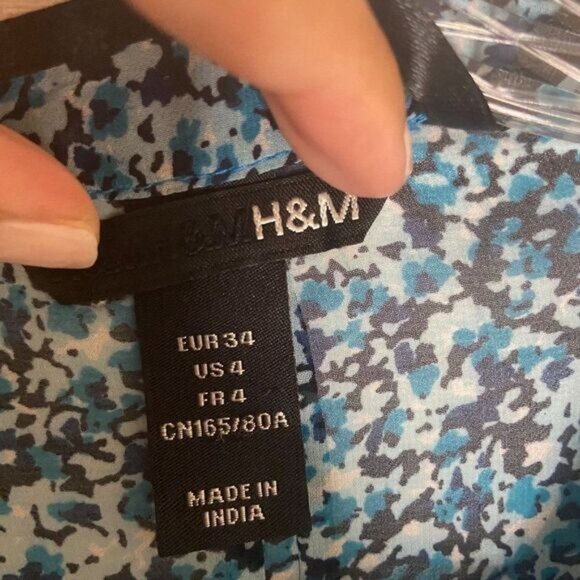 &M H&M
EUR 34
US 4
FR 4
CN165/80A
MADE IN
INDIA